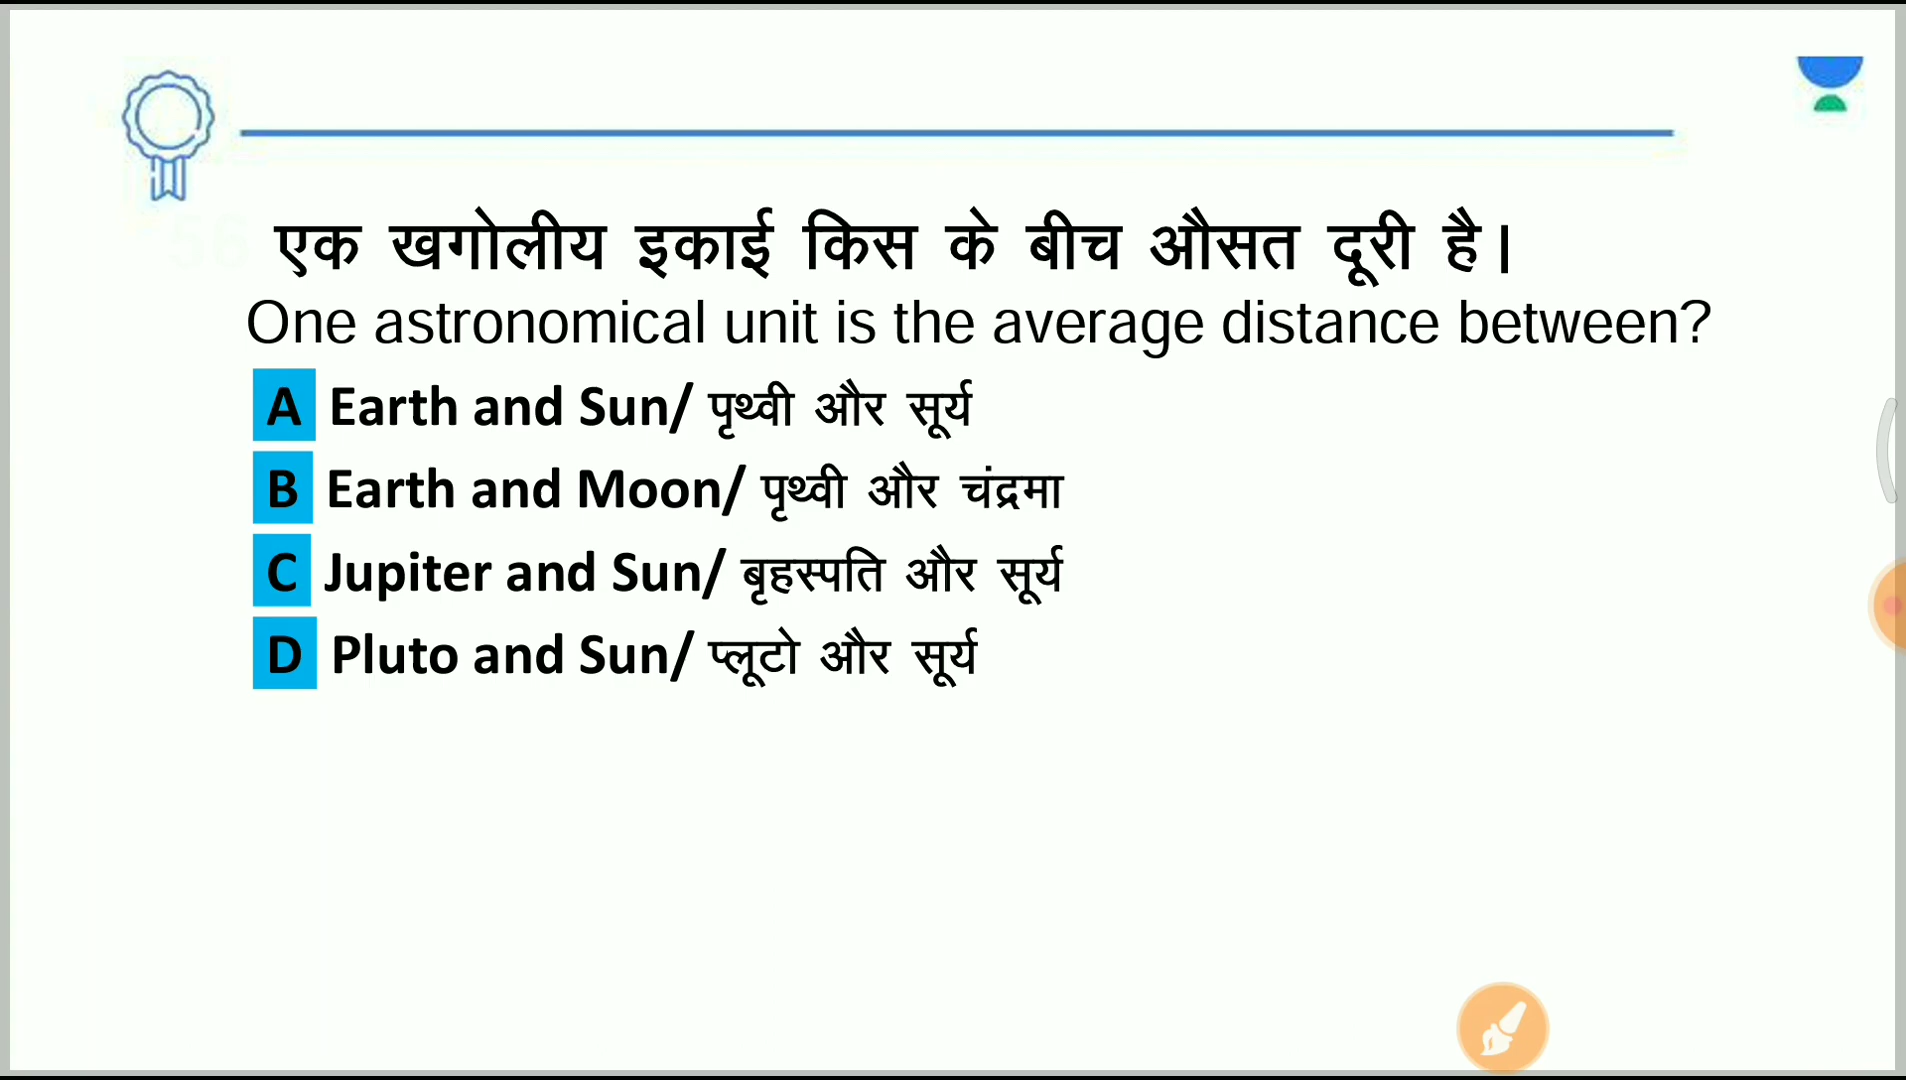 एक खगोलीय इकाई किस के बीच औसत दूरी है।
One astronomical unit is the average distance between?
A Earth and Sun/ पृथ्वी और सूर्य
B Earth and Moon/ पृथ्वी और चंद्रमा
C Jupiter and Sun/ बृहस्पति और सूर्य
D Pluto and Sun/ प्लूटो और सूर्य